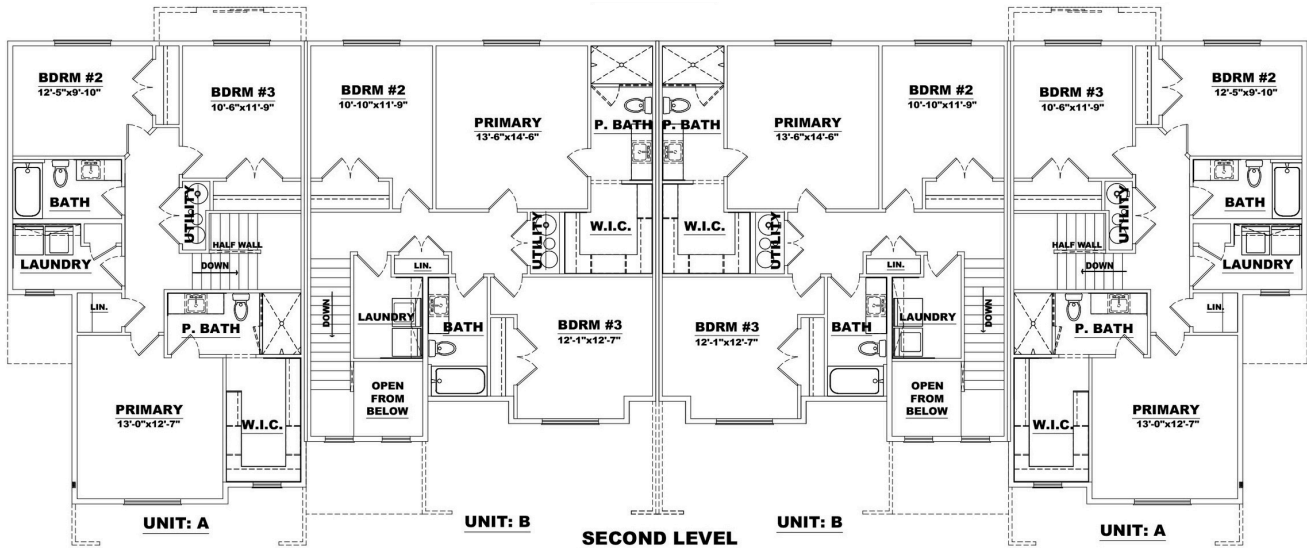 BDRM #2
12'-5"x9'-10"
BDRM #3
10'-6"x11'-9"
BATH
UTILITY
LAUNDRY
HALF WALL
DOWN
LIN.
P. BATH
PRIMARY
13'-0"x12'-7"
W.I.C.
UNIT: A
BDRM #2
10'-10"x11'-9"
PRIMARY
13'-6"x14'-6"
P. BATH
W.I.C.
UTILITY
LIN.
DOWN
LAUNDRY
BATH
BDRM #3
12'-1"x12'-7"
OPEN
FROM
BELOW
UNIT: B
P. BATH
PRIMARY
13'-6"x14'-6"
BDRM #2
10'-10"x11'-9"
W.I.C.
UTILITY
LIN.
BDRM #3
12'-1"x12'-7"
BATH
LAUNDRY
DOWN
OPEN
FROM
BELOW
UNIT: B
BDRM #3
10'-6"x11'-9"
BDRM #2
12'-5"x9'-10"
UTILITY
BATH
HALF WALL
DOWN
LAUNDRY
LIN.
P. BATH
W.I.C.
PRIMARY
13'-0"x12'-7"
UNIT: A
SECOND LEVEL